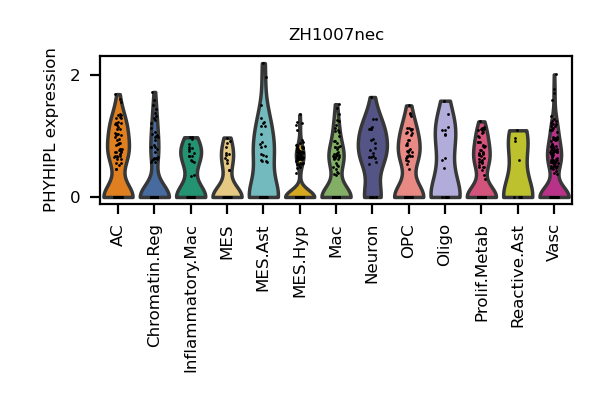 ZH1007nec
PHYHIPL expression
2
0
AC
Chromatin.Reg
Inflammatory.Mac
MES
MES.Ast
MES.Hyp
Mac
Neuron
OPC
Oligo
Prolif.Metab
Reactive.Ast
Vasc